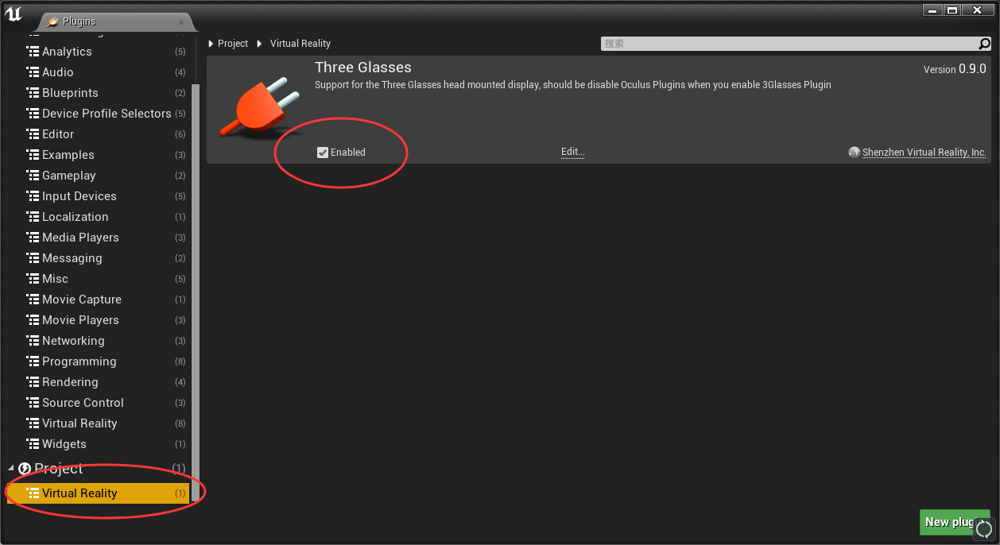 Plugins
Analytics (5)
Audio (4)
Blueprints (2)
Device Profile Selectors (5)
Editor (6)
Examples (3)
Gameplay (2)
Input Devices (5)
Localization (1)
Media Players (3)
Messaging (2)
Misc (5)
Movie Capture (1)
Movie Players (3)
Networking (3)
Programming (8)
Rendering (4)
Source Control (3)
Virtual Reality (8)
Widgets (1)
Project (1)
Virtual Reality (1)
Project Virtual Reality
搜索
Three Glasses
Version 0.9.0
Support for the Three Glasses head mounted display, should be disable Oculus Plugins when you enable 3Glasses Plugin
Enabled
Edit...
Shenzhen Virtual Reality, Inc.
New